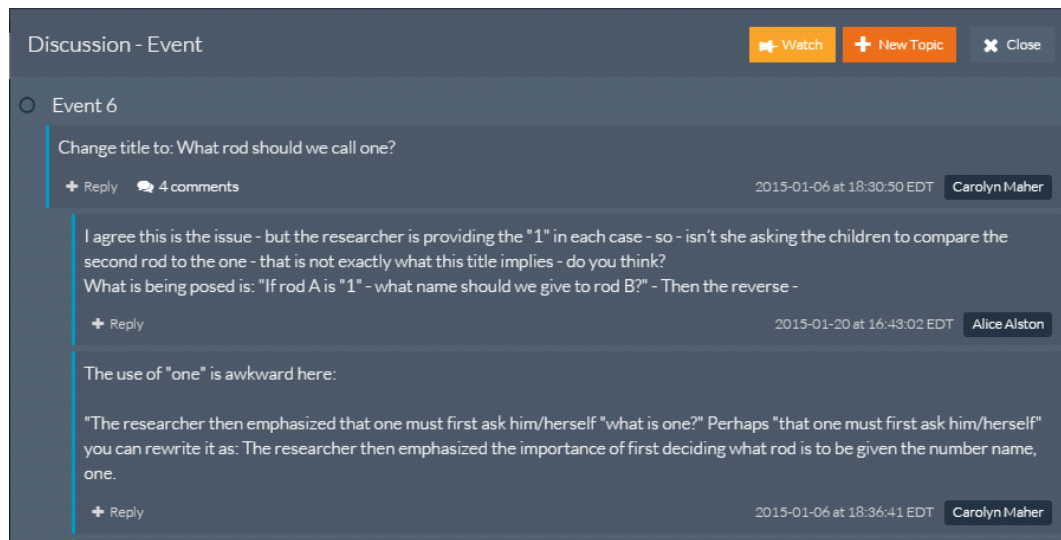 Discussion - Event
Watch
New Topic
Close
Event 6
Change title to: What rod should we call one?
Reply
4 comments
2015-01-06 at 18:30:50 EDT
Carolyn Maher
I agree this is the issue - but the researcher is providing the "1" in each case - so - isn't she asking the children to compare the
second rod to the one - that is not exactly what this title implies - do you think?
What is being posed is: "If rod A is "1" - what name should we give to rod B?" - Then the reverse -
Reply
2015-01-20 at 16:43:02 EDT
Alice Alston
The use of "one" is awkward here:
"The researcher then emphasized that one must first ask him/herself "what is one?" Perhaps "that one must first ask him/herself"
you can rewrite it as: The researcher then emphasized the importance of first deciding what rod is to be given the number name,
one.
Reply
2015-01-06 at 18:36:41 EDT
Carolyn Maher